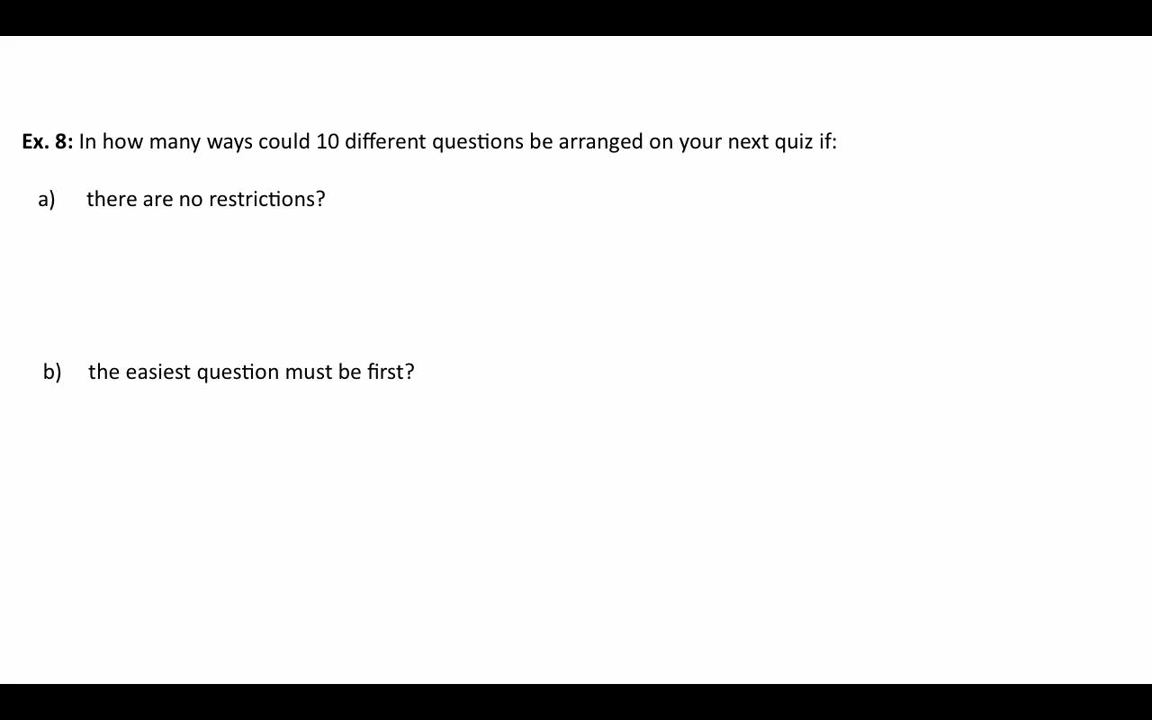 Ex. 8: In how many ways could 10 different questions be arranged on your next quiz if:
a) there are no restrictions?
b) the easiest question must be first?